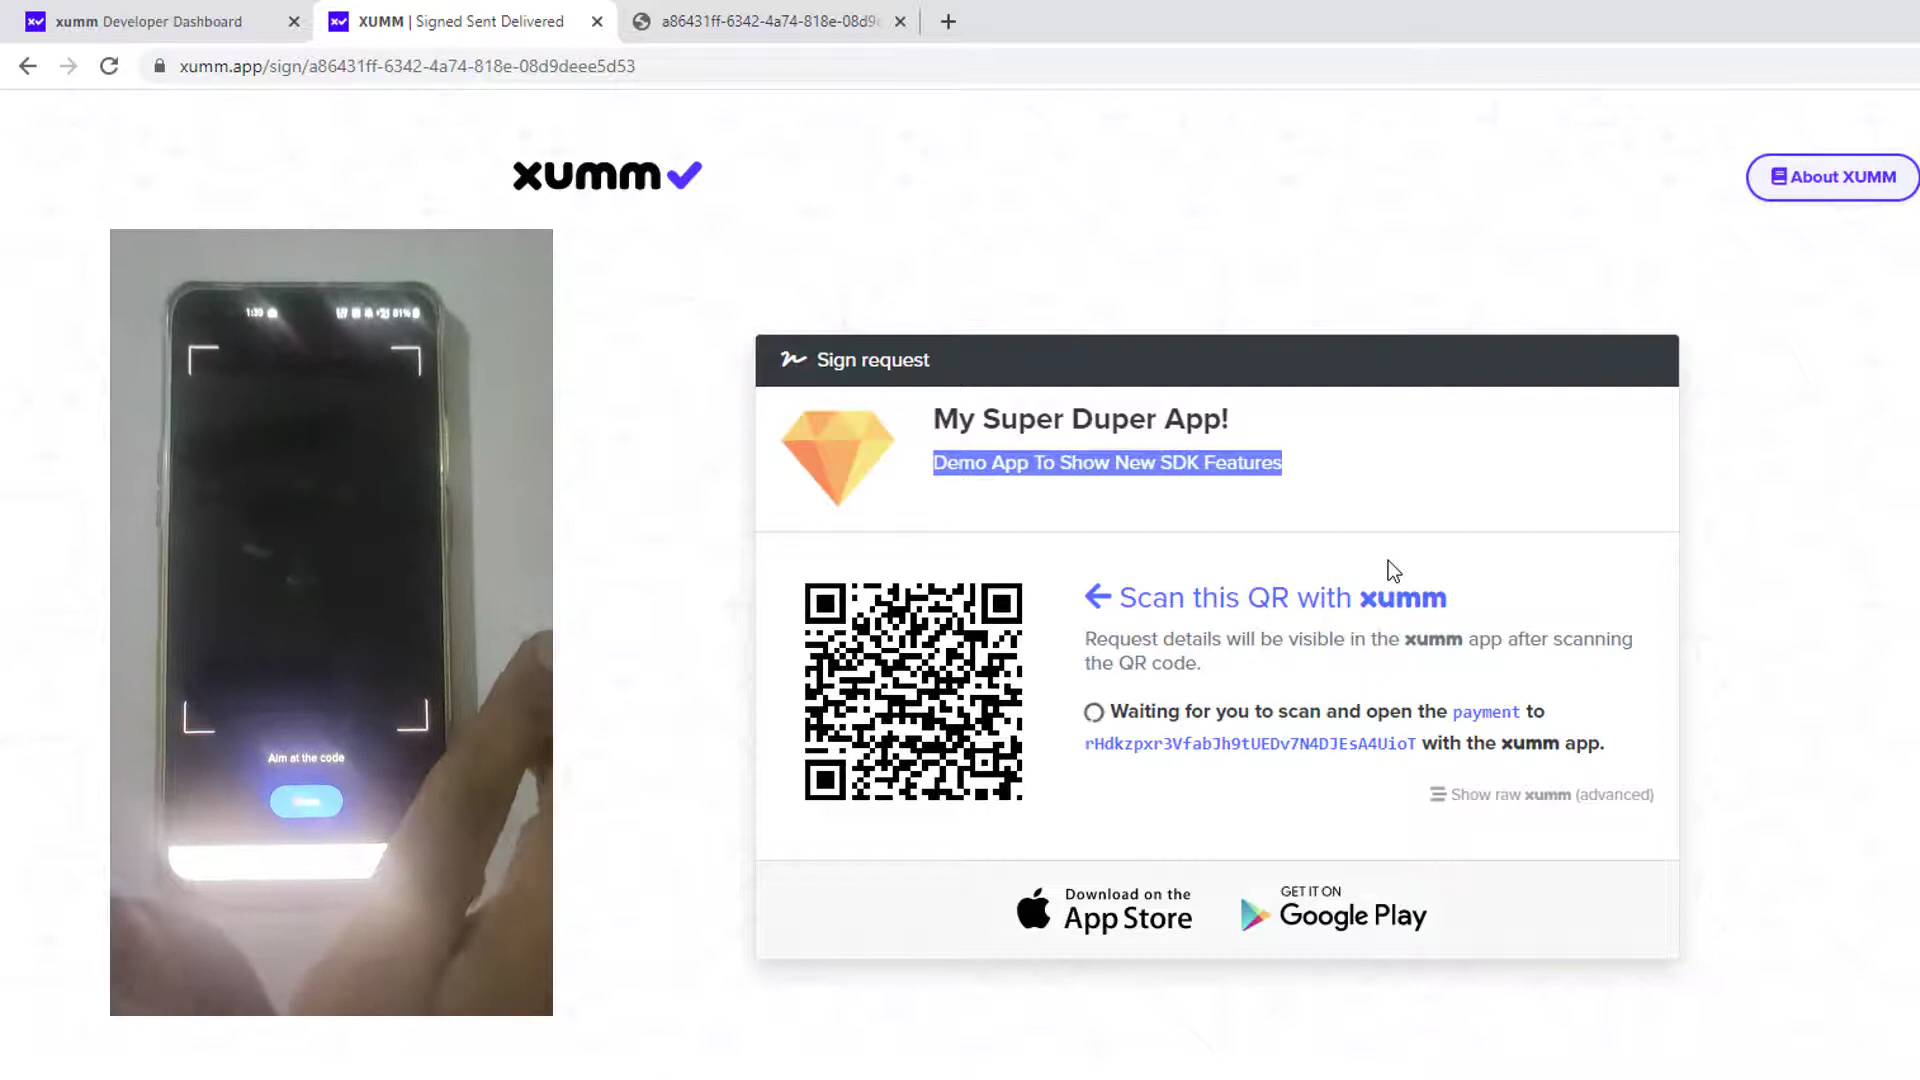 xumm Developer Dashboard
XUMM | Signed Sent Delivered
a86431ff-6342-4a74-818e-08d9
xumm.app/sign/a86431ff-6342-4a74-818e-08d9deee5d53
xumm
About XUMM
1:39
81%
Aim at the code
Sign request
My Super Duper App!
Demo App To Show New SDK Features
Scan this QR with xumm
Request details will be visible in the xumm app after scanning
the QR code.
Waiting for you to scan and open the payment to
rHdkzpxr3VfabJh9tUEDv7N4DJEsA4UioT with the xumm app.
Show raw xumm (advanced)
Download on the
App Store
GET IT ON
Google Play